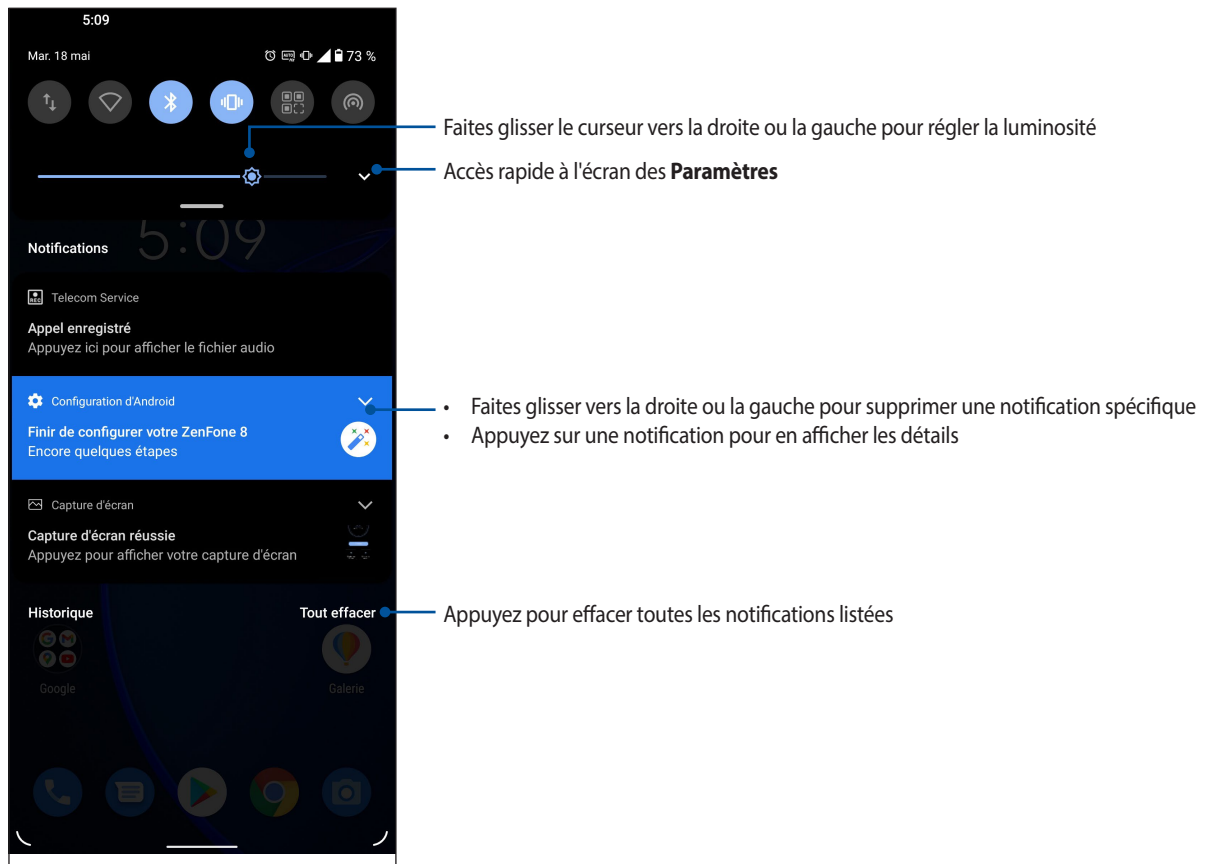 5:09
Mar. 18 mai
73 %
Faites glisser le curseur vers la droite ou la gauche pour régler la luminosité
Accès rapide à l'écran des Paramètres
5:09
Notifications
REC Telecom Service
Appel enregistré
Appuyez ici pour afficher le fichier audio
Configuration d'Android
Finir de configurer votre ZenFone 8
Encore quelques étapes
• Faites glisser vers la droite ou la gauche pour supprimer une notification spécifique
• Appuyez sur une notification pour en afficher les détails
Capture d'écran
Capture d'écran réussie
Appuyez pour afficher votre capture d'écran
Historique
Tout effacer
Appuyez pour effacer toutes les notifications listées
Google
Galerie